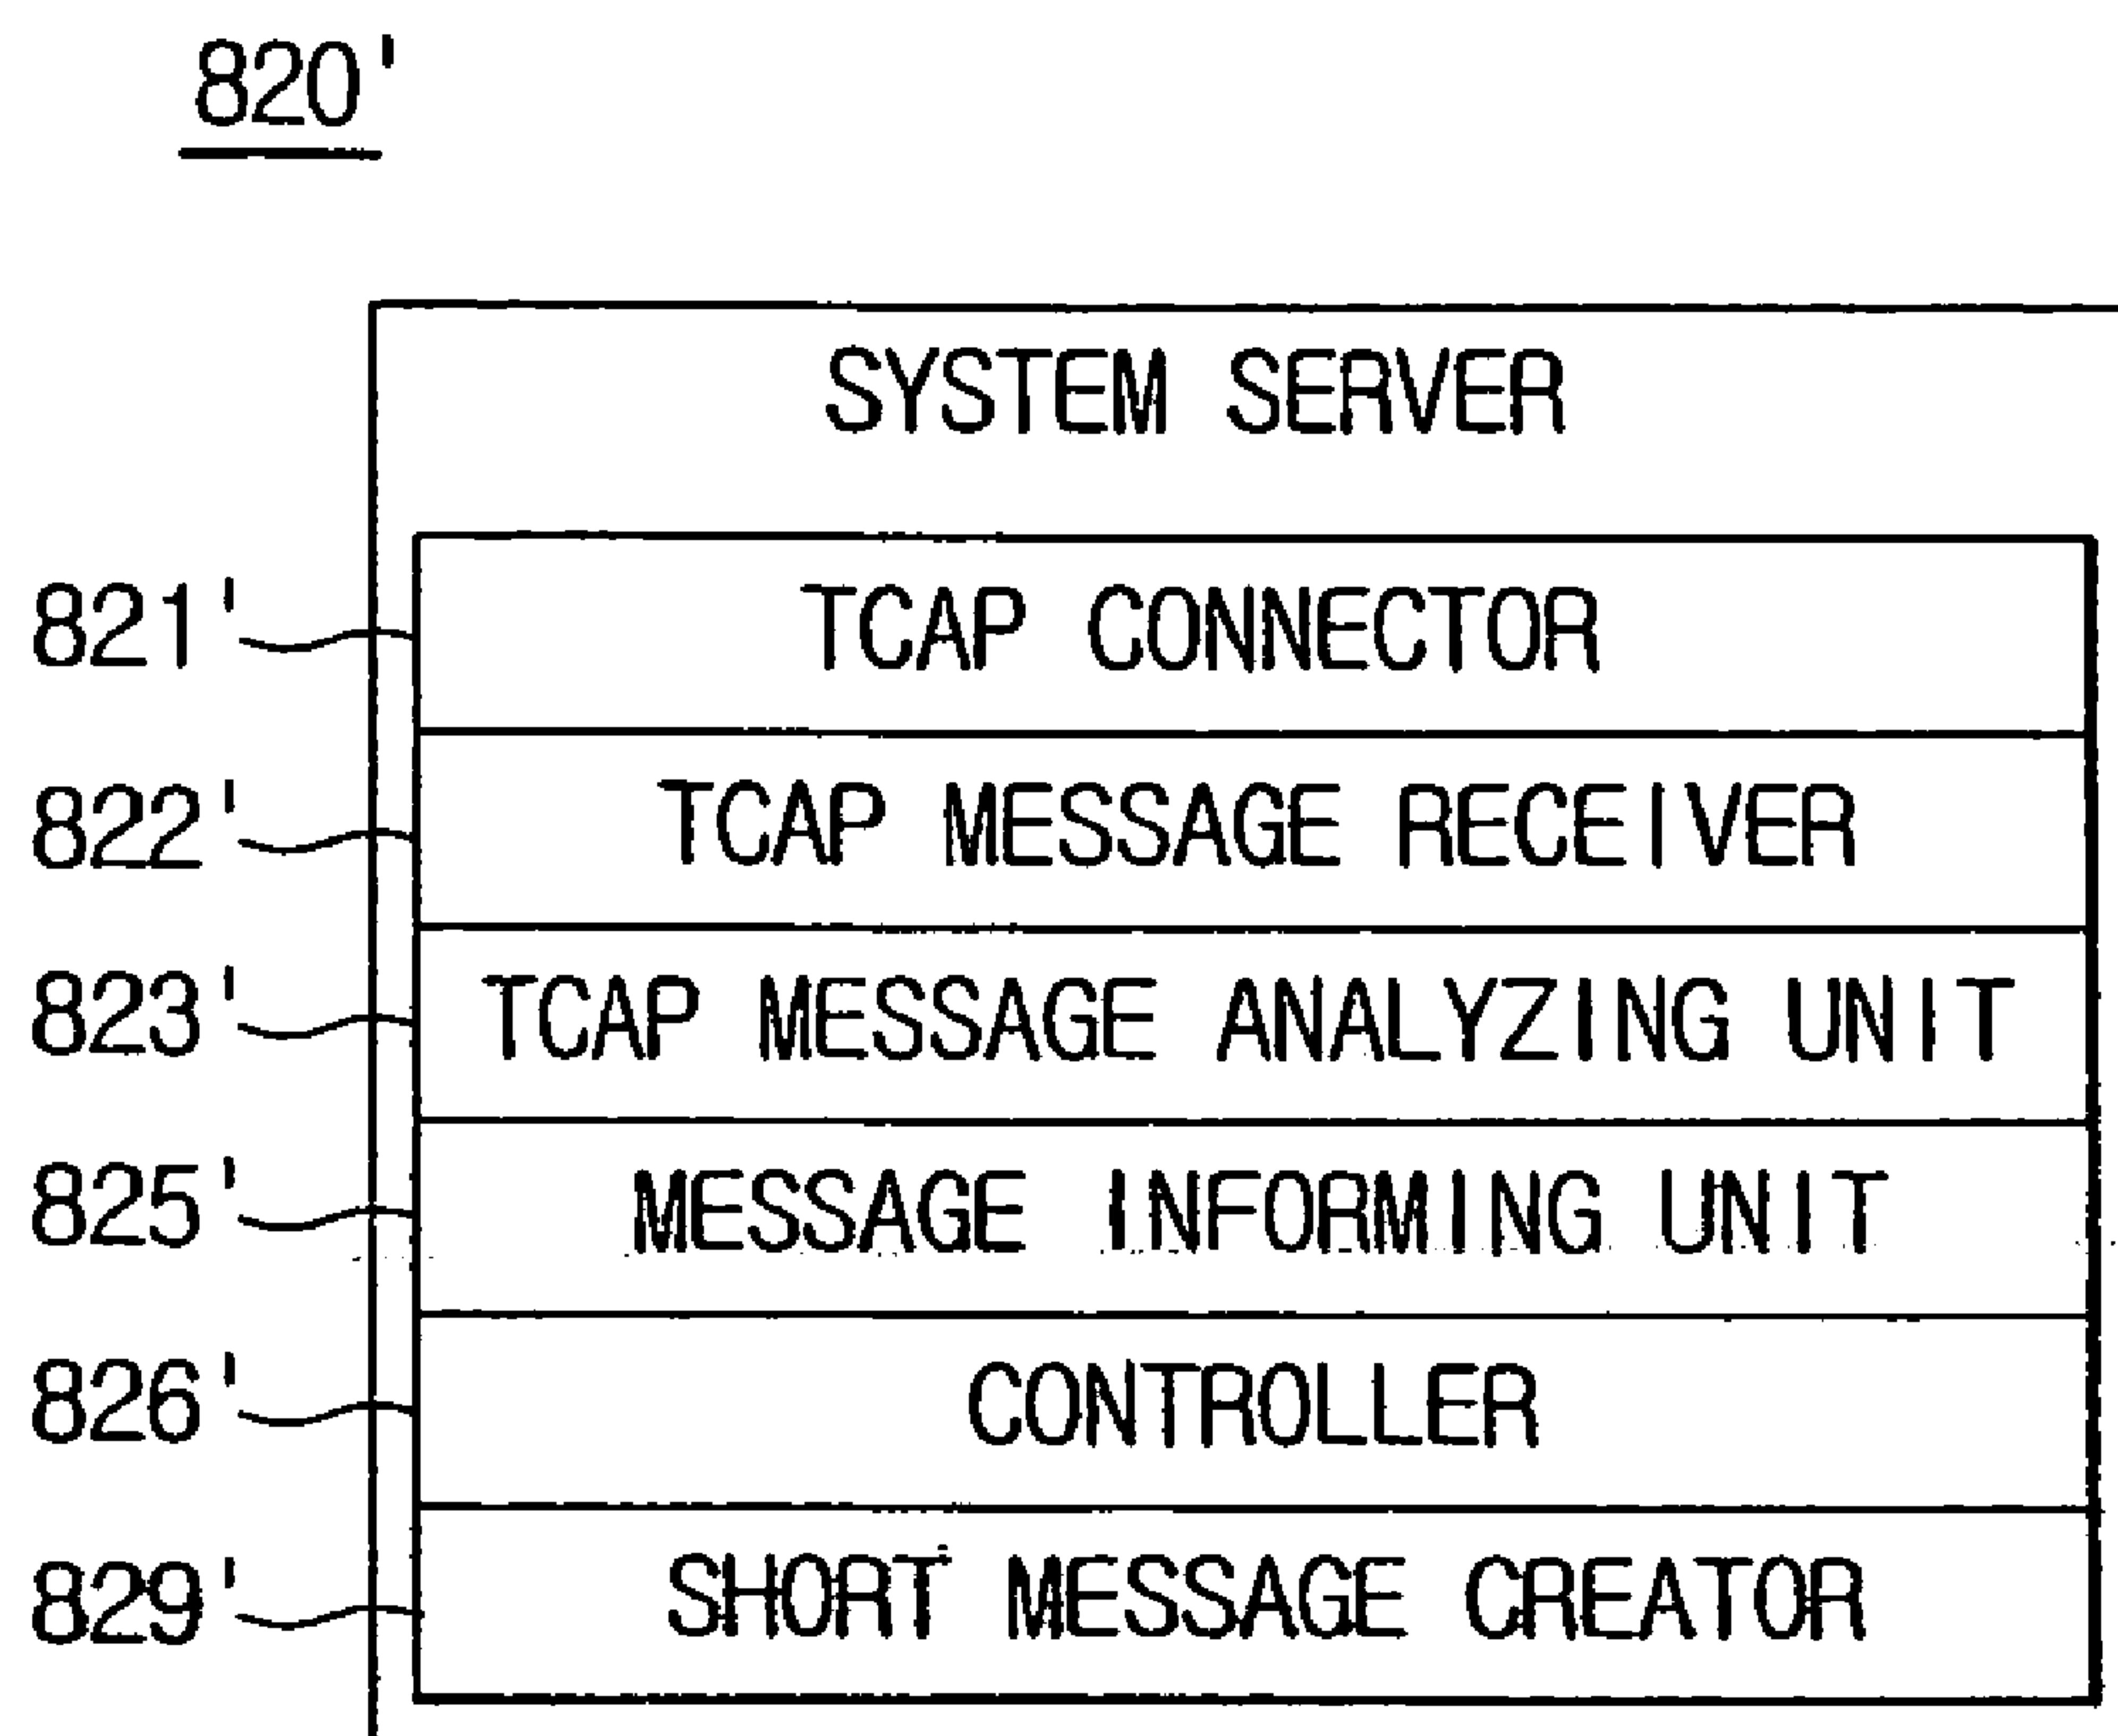 820'
SYSTEM SERVER
821' TCAP CONNECTOR
822' TCAP MESSAGE RECEIVER
823' TCAP MESSAGE ANALYZING UNIT
825' MESSAGE INFORMING UNIT
826' CONTROLLER
829' SHORT MESSAGE CREATOR